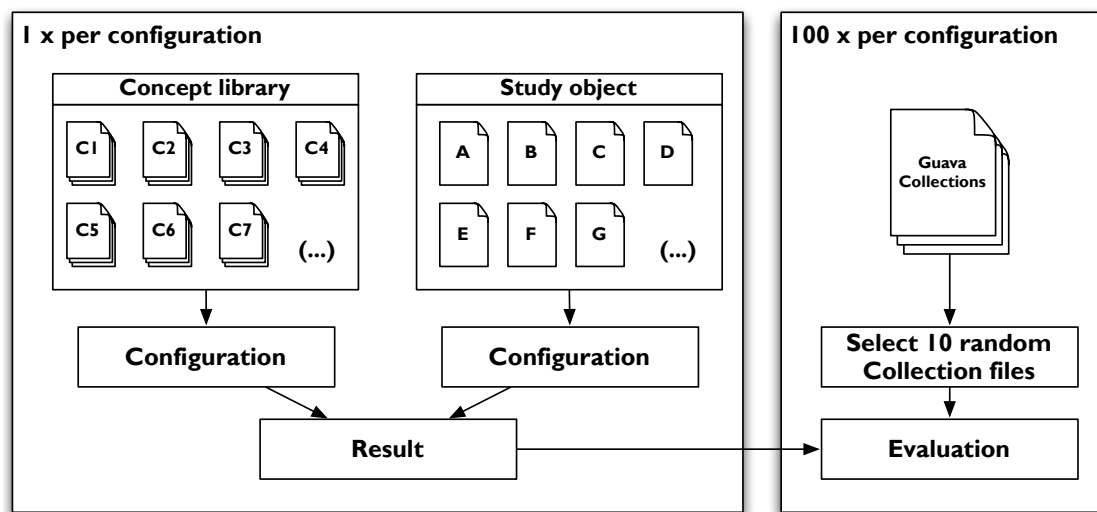 1 x per configuration
Concept library
C1 C2 C3 C4
C5 C6 C7 (...)
Configuration
Study object
A B C D
E F G (...)
Configuration
Result
100 x per configuration
Guava
Collections
Select 10 random
Collection files
Evaluation